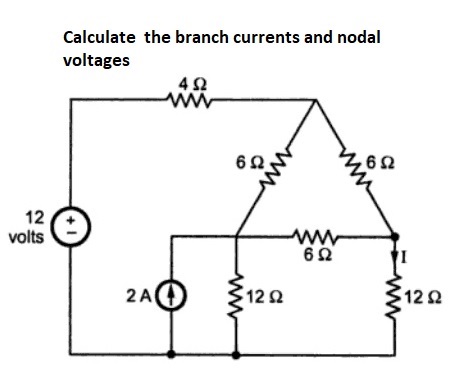 Calculate the branch currents and nodal
voltages
4 Ω
6 Ω
6 Ω
12
volts
+
−
6 Ω
I
2 A
12 Ω
12 Ω